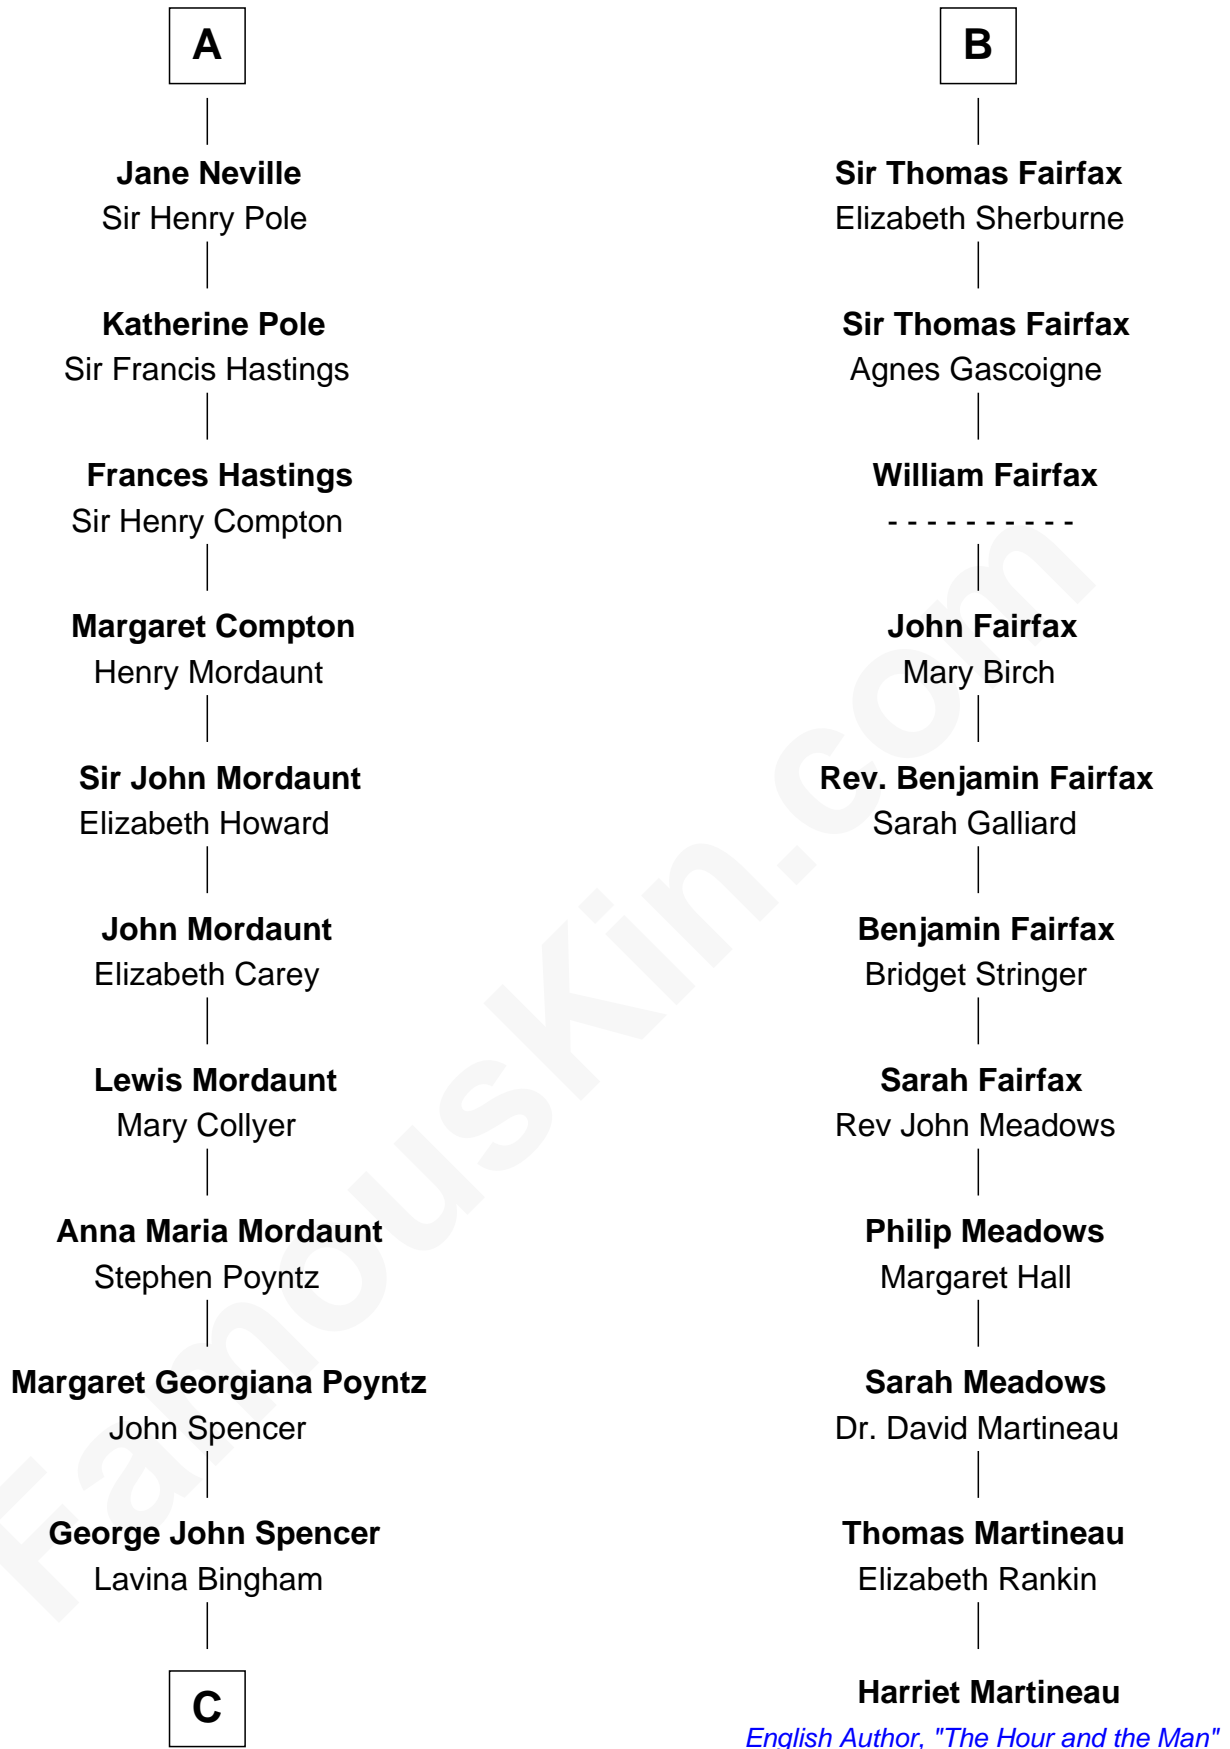 A
Jane Neville
Sir Henry Pole
Katherine Pole
Sir Francis Hastings
Frances Hastings
Sir Henry Compton
Margaret Compton
Henry Mordaunt
Sir John Mordaunt
Elizabeth Howard
John Mordaunt
Elizabeth Carey
Lewis Mordaunt
Mary Collyer
Anna Maria Mordaunt
Stephen Poyntz
Margaret Georgiana Poyntz
John Spencer
George John Spencer
Lavina Bingham
C
B
Sir Thomas Fairfax
Elizabeth Sherburne
Sir Thomas Fairfax
Agnes Gascoigne
William Fairfax
- - - - - - - - - -
John Fairfax
Mary Birch
Rev. Benjamin Fairfax
Sarah Galliard
Benjamin Fairfax
Bridget Stringer
Sarah Fairfax
Rev John Meadows
Philip Meadows
Margaret Hall
Sarah Meadows
Dr. David Martineau
Thomas Martineau
Elizabeth Rankin
Harriet Martineau
English Author, "The Hour and the Man"
FamousKin.com